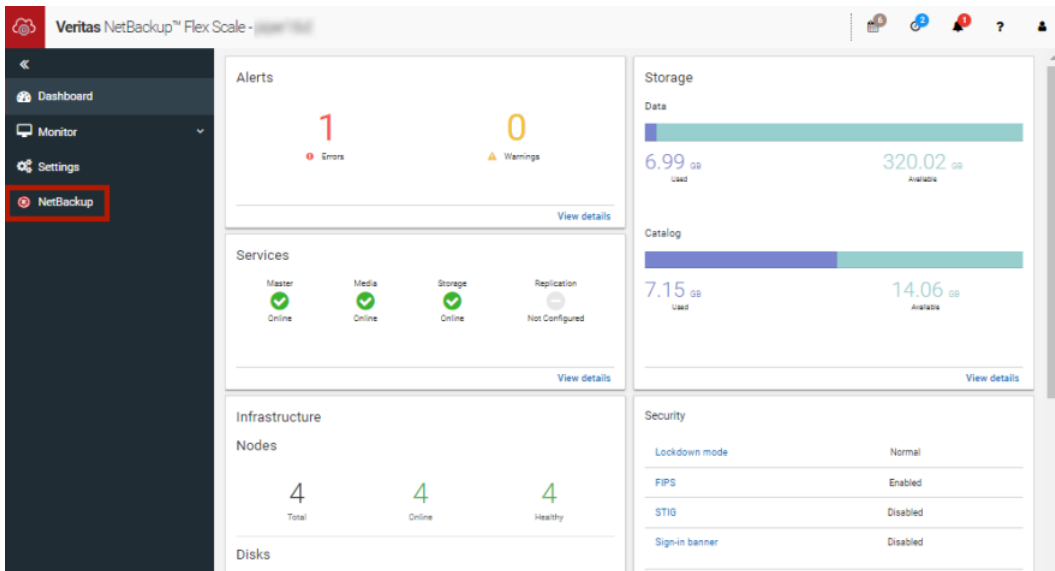 Veritas NetBackup™ Flex Scale -
6
2
1
?
«
Dashboard
Monitor
Settings
NetBackup
Alerts
1
Errors
0
Warnings
View details
Services
Master
Online
Media
Online
Storage
Online
Replication
Not Configured
View details
Infrastructure
Nodes
4
Total
4
Online
4
Healthy
Disks
Storage
Data
6.99 GB
Used
320.02 GB
Available
Catalog
7.15 GB
Used
14.06 GB
Available
View details
Security
Lockdown mode Normal
FIPS Enabled
STIG Disabled
Sign-in banner Disabled